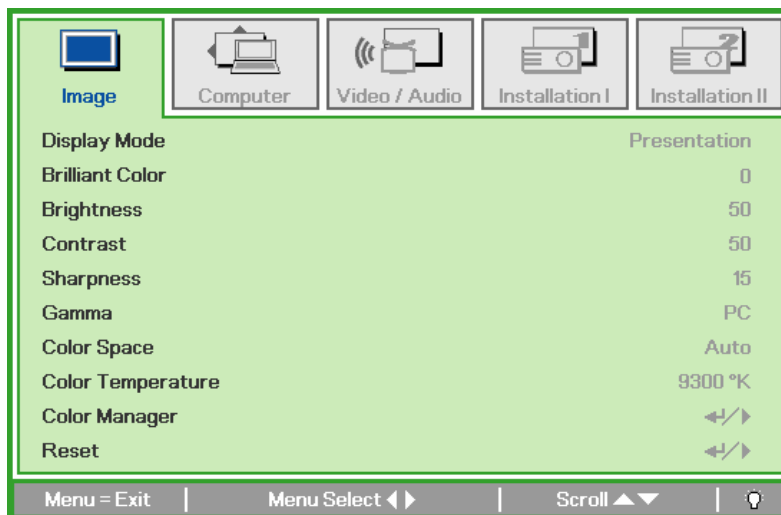 Image Computer Video / Audio Installation I Installation II
Display Mode Presentation
Brilliant Color 0
Brightness 50
Contrast 50
Sharpness 15
Gamma PC
Color Space Auto
Color Temperature 9300 °K
Color Manager
Reset
Menu = Exit Menu Select Scroll